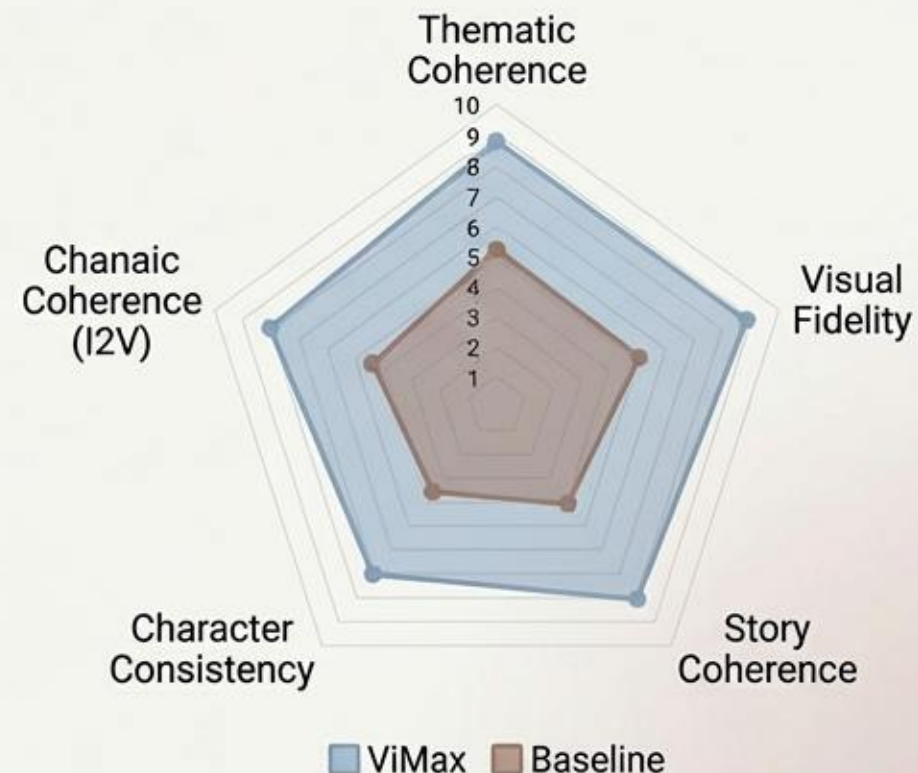 Thematic
Coherence
10
9
8
7
6
5
4
3
2
1
Chanaic
Coherence
(I2V)
Visual
Fidelity
Character
Consistency
Story
Coherence
ViMax Baseline